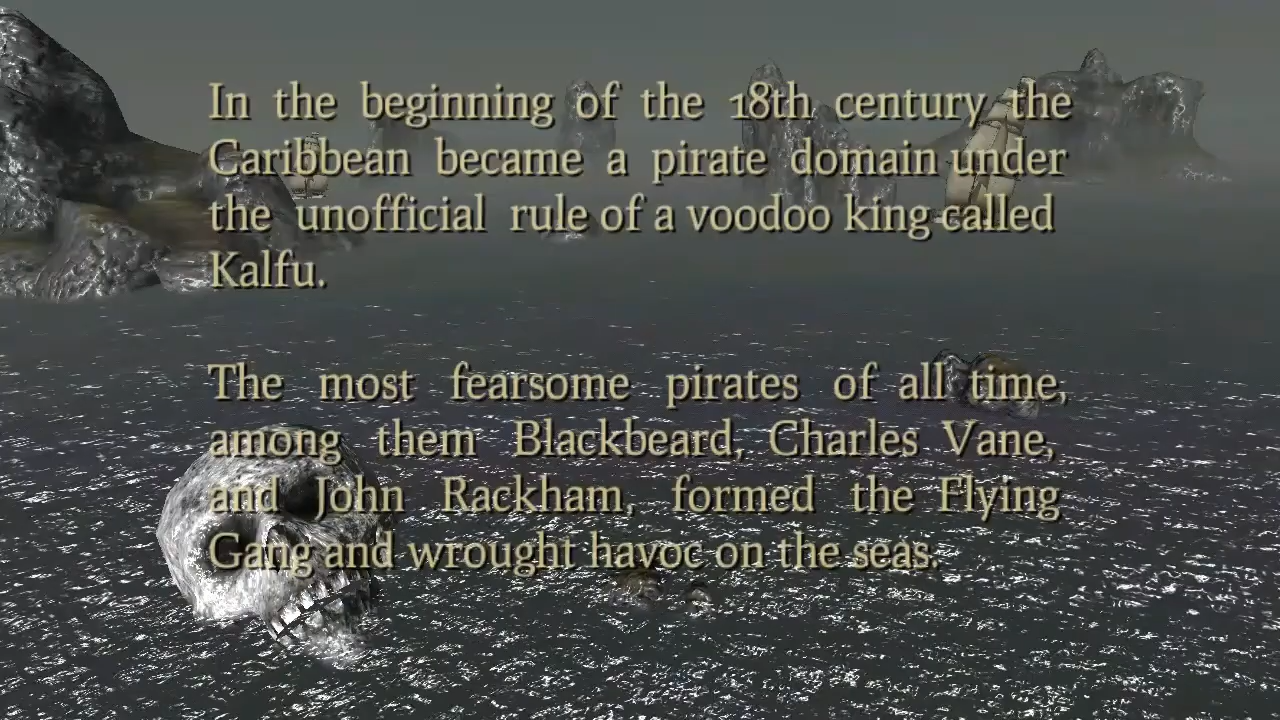 In the beginning of the 18th century the
Caribbean became a pirate domain under
the unofficial rule of a voodoo king called
Kalfu.
The most fearsome pirates of all time,
among them Blackbeard, Charles Vane,
and John Rackham, formed the Flying
Gang and wrought havoc on the seas.